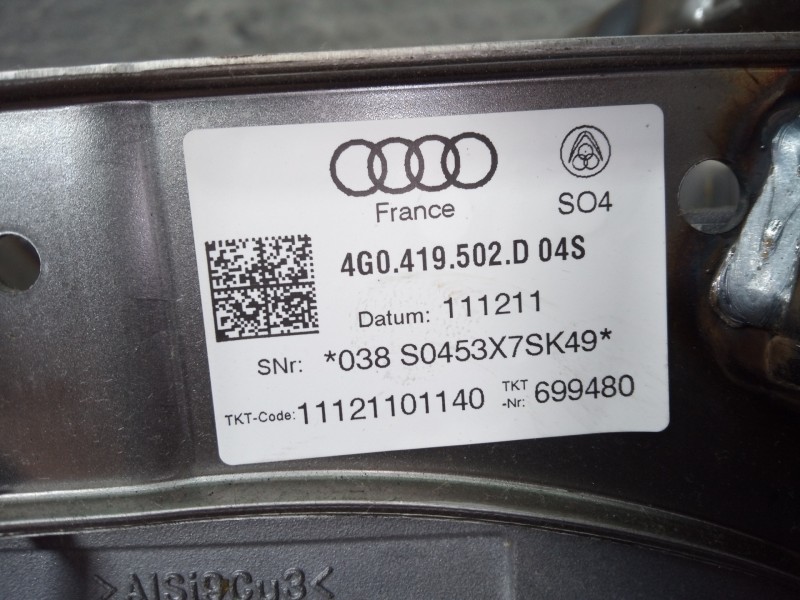 France
SO4
4G0.419.502.D 04S
Datum: 111211
SNr: *038 S0453X7SK49*
TKT-Code: 11121101140 TKT -Nr: 699480
>AlSi9Cu3<